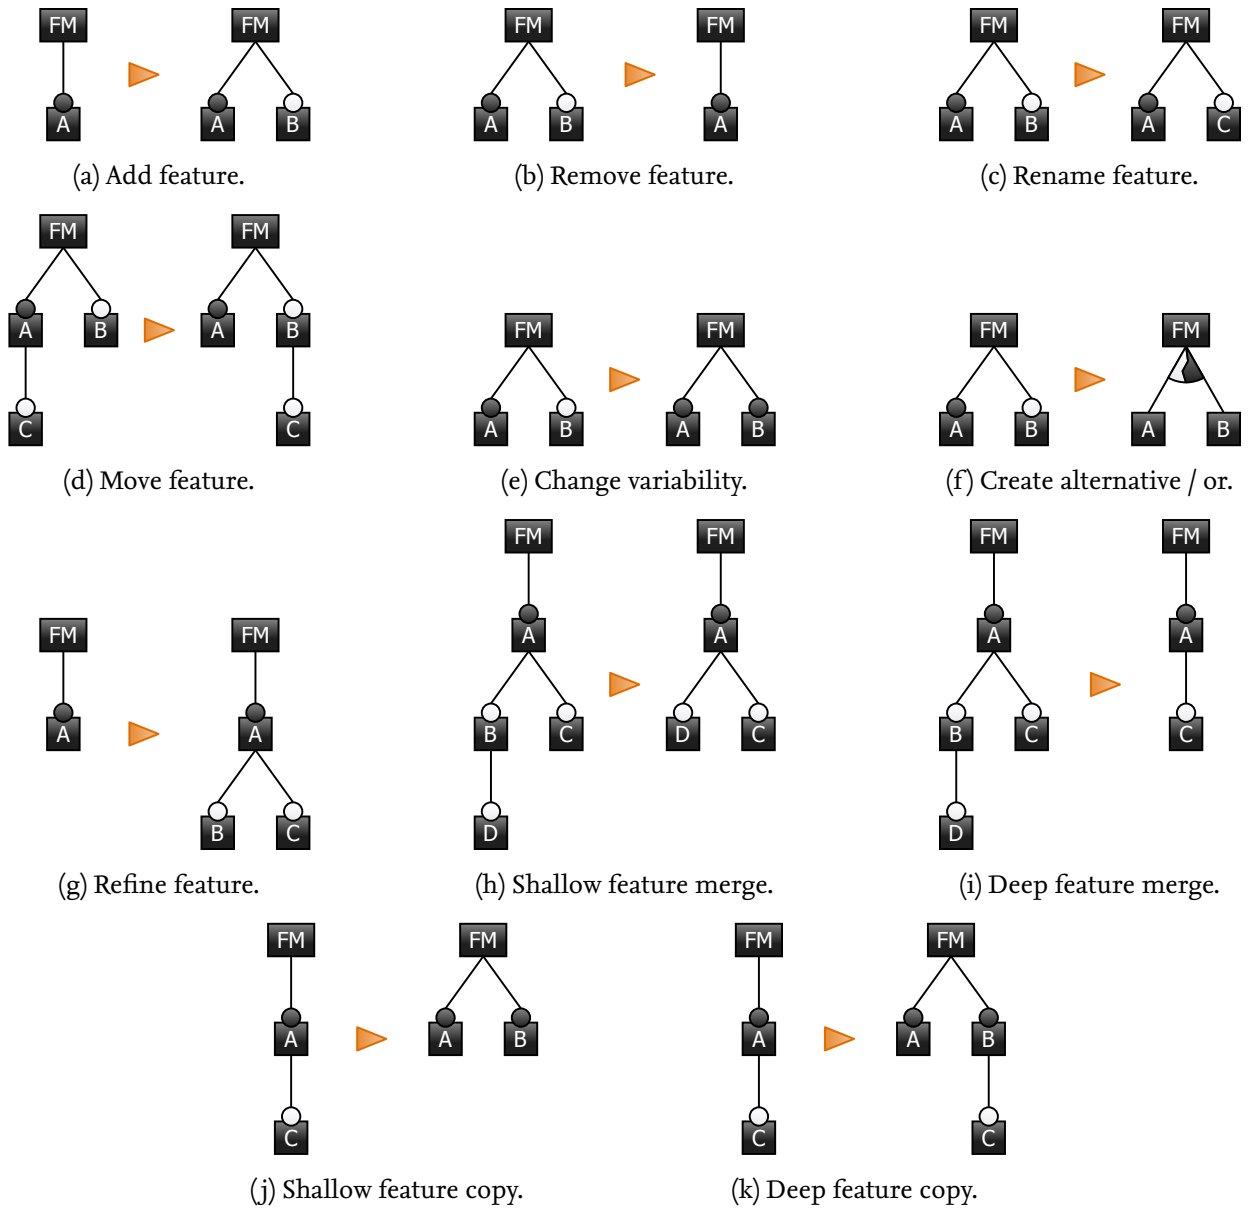 FM FM FM FM FM FM
A A B A B A A B A C
(a) Add feature. (b) Remove feature. (c) Rename feature.
FM FM
A B A B
FM FM FM FM
C C A B A B A B A B
(d) Move feature. (e) Change variability. (f) Create alternative / or.
FM FM FM FM
FM FM A A A A
A A B C D C B C C
B C D D
(g) Refine feature. (h) Shallow feature merge. (i) Deep feature merge.
FM FM FM FM
A A B A A B
C C C
(j) Shallow feature copy. (k) Deep feature copy.